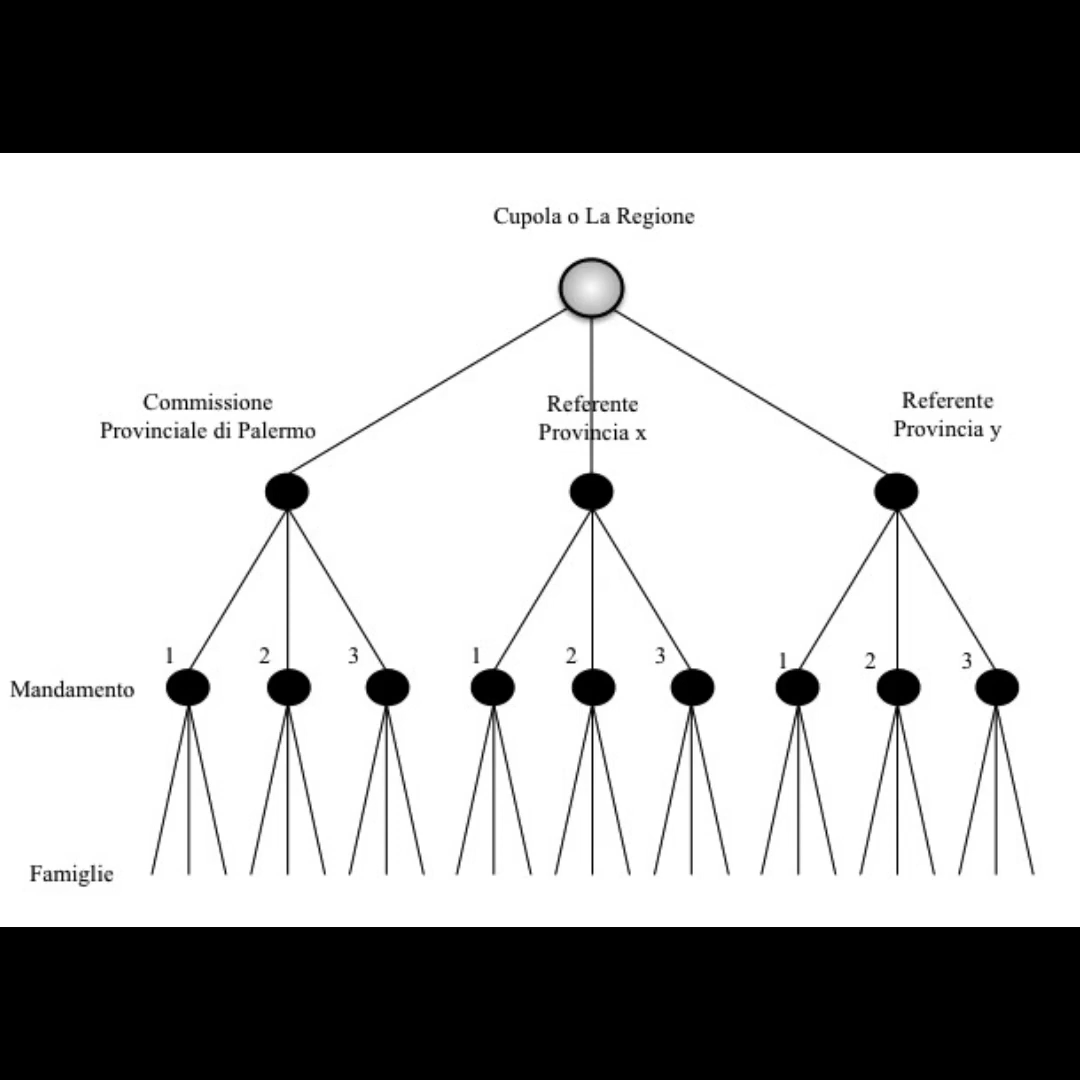 Cupola o La Regione
Commissione
Provinciale di Palermo
Referente
Provincia x
Referente
Provincia y
1 2 3 1 2 3 1 2 3
Mandamento
Famiglie